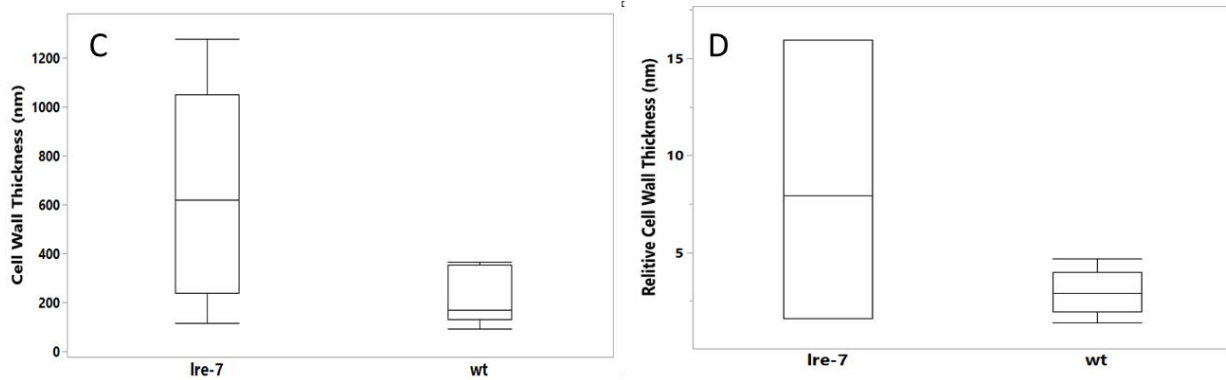 C
Cell Wall Thickness (nm)
1200
1000
800
600
400
200
0
lre-7 wt
D
Relitive Cell Wall Thickness (nm)
15
10
5
lre-7 wt